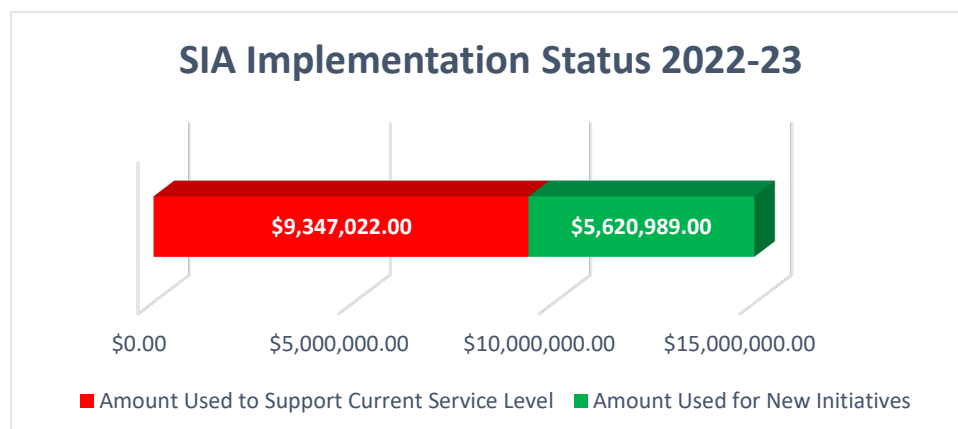 SIA Implementation Status 2022-23
$9,347,022.00 $5,620,989.00
$0.00 $5,000,000.00 $10,000,000.00 $15,000,000.00
Amount Used to Support Current Service Level Amount Used for New Initiatives